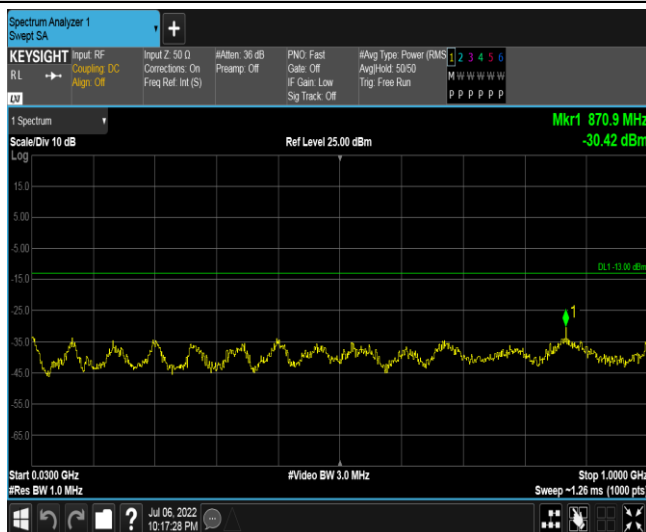 Spectrum Analyzer 1
Swept SA
+
KEYSIGHT
RL
LXI
Input: RF
Coupling: DC
Align: Off
Input Z: 50 Ω
Corrections: On
Freq Ref: Int (S)
#Atten: 36 dB
Preamp: Off
PNO: Fast
Gate: Off
IF Gain: Low
Sig Track: Off
#Avg Type: Power (RMS
Avg|Hold: 50/50
Trig: Free Run
1 2 3 4 5 6
M W W W W W
P P P P P P
1 Spectrum
Scale/Div 10 dB
Ref Level 25.00 dBm
Mkr1 870.9 MHz
-30.42 dBm
Log
15.0
5.00
-5.00
DL1 -13.00 dBm
-15.0
-25.0
1
-35.0
-45.0
-55.0
-65.0
Start 0.0300 GHz
#Video BW 3.0 MHz
Stop 1.0000 GHz
#Res BW 1.0 MHz
Sweep ~1.26 ms (1000 pts)
?
Jul 06, 2022
10:17:28 PM